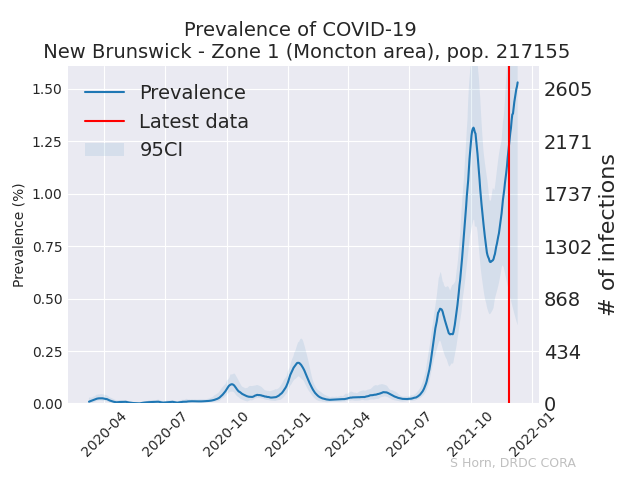 Prevalence of COVID-19
New Brunswick - Zone 1 (Moncton area), pop. 217155
Prevalence
Latest data
95CI
Prevalence (%)
1.50
1.25
1.00
0.75
0.50
0.25
0.00
2605
2171
1737
1302
868
434
0
# of infections
2020-04
2020-07
2020-10
2021-01
2021-04
2021-07
2021-10
2022-01
S Horn, DRDC CORA